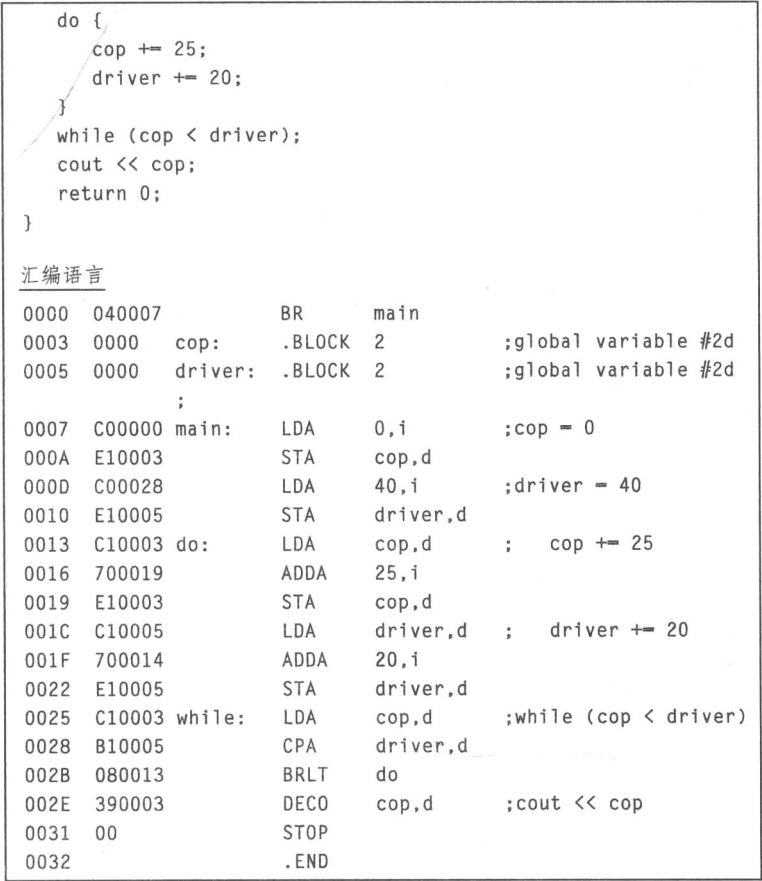 do {
cop += 25;
driver += 20;
}
while (cop < driver);
cout << cop;
return 0;
}
汇编语言
0000 040007 BR main
0003 0000 cop: .BLOCK 2 ;global variable #2d
0005 0000 driver: .BLOCK 2 ;global variable #2d
;
0007 C00000 main: LDA 0,i ;cop = 0
000A E10003 STA cop,d
000D C00028 LDA 40,i ;driver = 40
0010 E10005 STA driver,d
0013 C10003 do: LDA cop,d ; cop += 25
0016 700019 ADDA 25,i
0019 E10003 STA cop,d
001C C10005 LDA driver,d ; driver += 20
001F 700014 ADDA 20,i
0022 E10005 STA driver,d
0025 C10003 while: LDA cop,d ;while (cop < driver)
0028 B10005 CPA driver,d
002B 080013 BRLT do
002E 390003 DECO cop,d ;cout << cop
0031 00 STOP
0032 .END